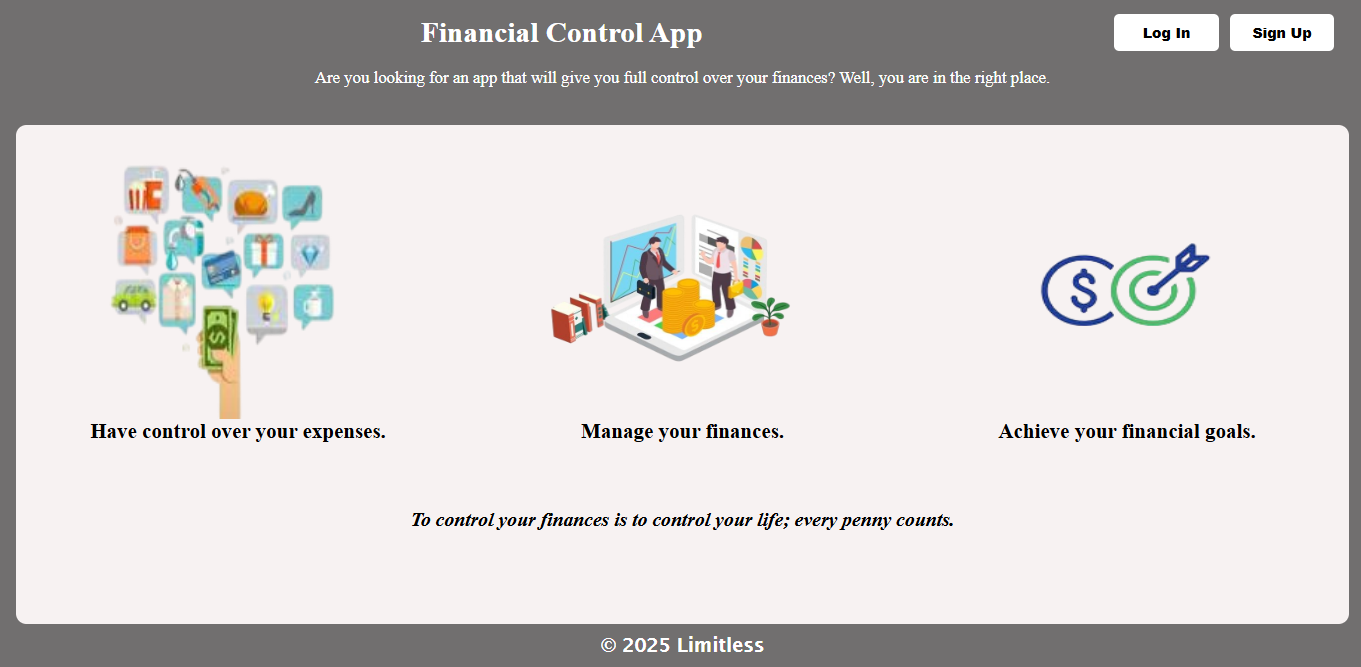 Financial Control App
Log In
Sign Up
Are you looking for an app that will give you full control over your finances? Well, you are in the right place.
Have control over your expenses.
Manage your finances.
Achieve your financial goals.
To control your finances is to control your life; every penny counts.
© 2025 Limitless